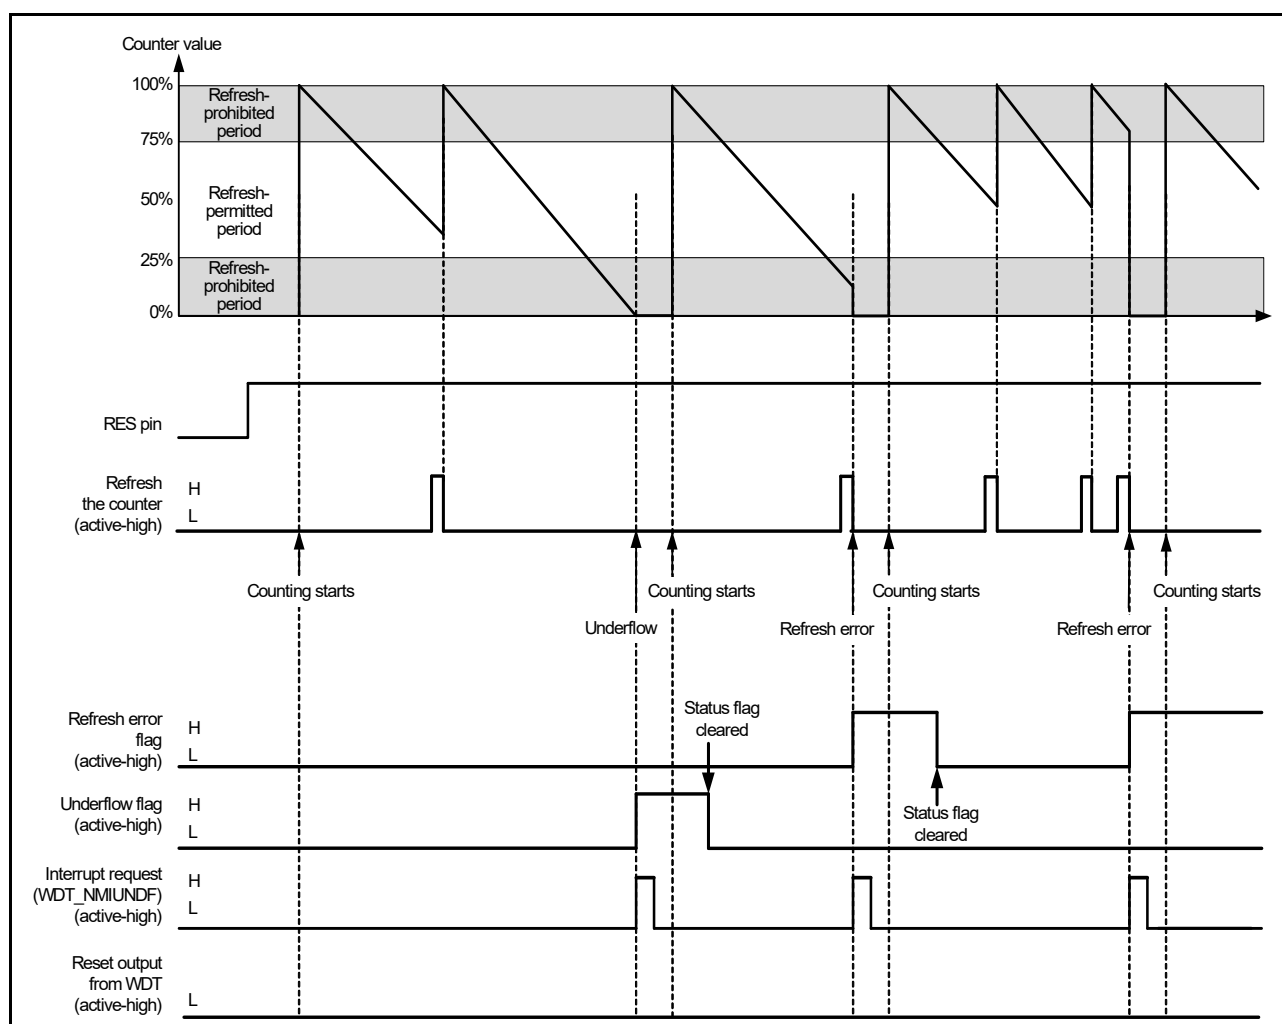 Counter value
100%
Refresh-
prohibited
period
75%
50%
Refresh-
permitted
period
25%
Refresh-
prohibited
period
0%
RES pin
Refresh
the counter
(active-high)
H
L
Counting starts
Counting starts
Counting starts
Counting starts
Underflow
Refresh error
Refresh error
Refresh error
flag
(active-high)
H
L
Status flag
cleared
Underflow flag
(active-high)
H
L
Status flag
cleared
Interrupt request
(WDT_NMIUNDF)
(active-high)
H
L
Reset output
from WDT
(active-high)
L